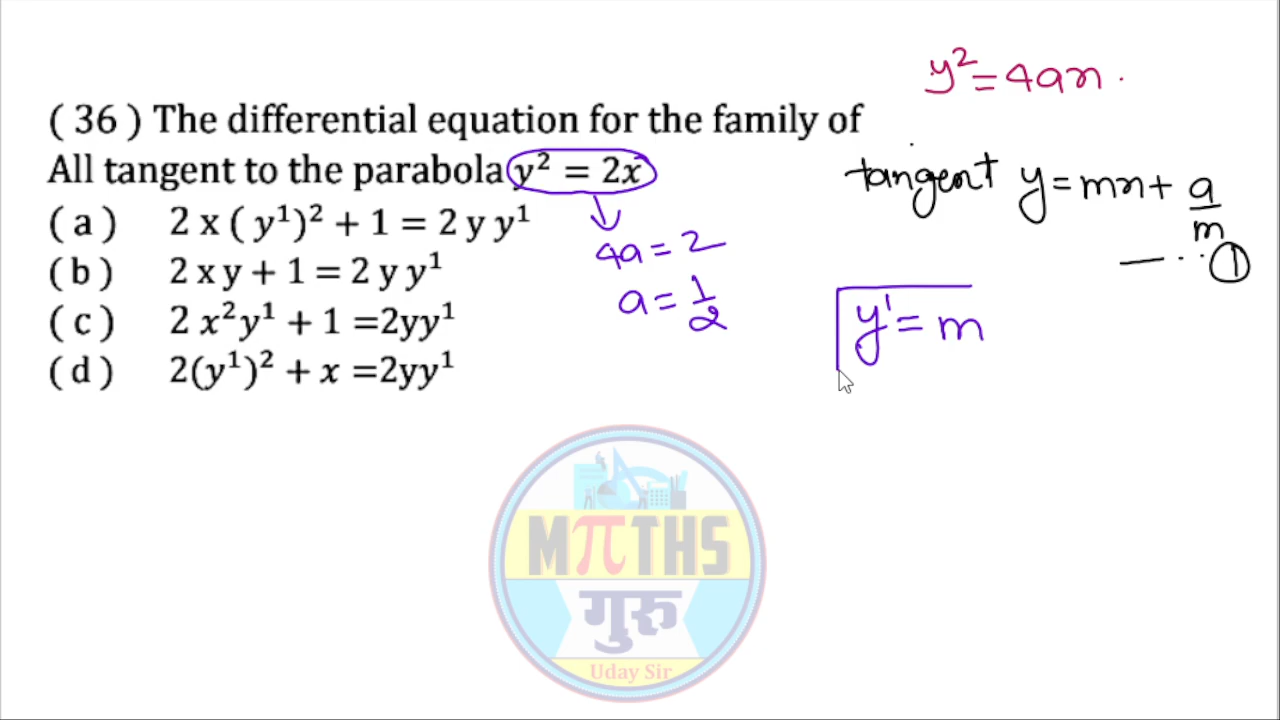 y² = 4ax .
( 36 ) The differential equation for the family of
All tangent to the parabola y² = 2x
tangent y = mx + a/m
— · · ①
( a ) 2 x ( y¹)² + 1 = 2 y y¹
( b ) 2 x y + 1 = 2 y y¹
( c ) 2 x²y¹ + 1 =2yy¹
( d ) 2(y¹)² + x =2yy¹
4a = 2
a = 1/2
y' = m
MπTHS
गुरु
Uday Sir